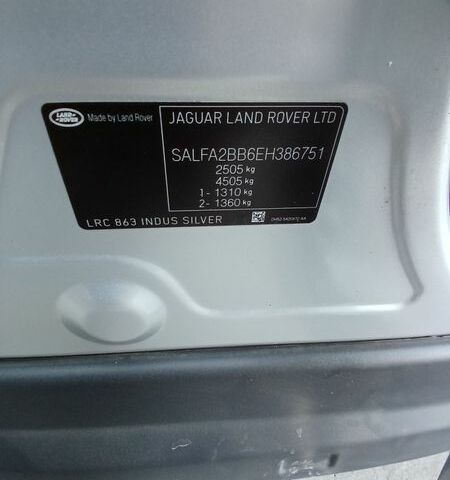 LAND ROVER
Made by Land Rover
JAGUAR LAND ROVER LTD
SALFA2BB6EH386751
2505 kg
4505 kg
1- 1310 kg
2- 1360 kg
LRC 863 INDUS SILVER